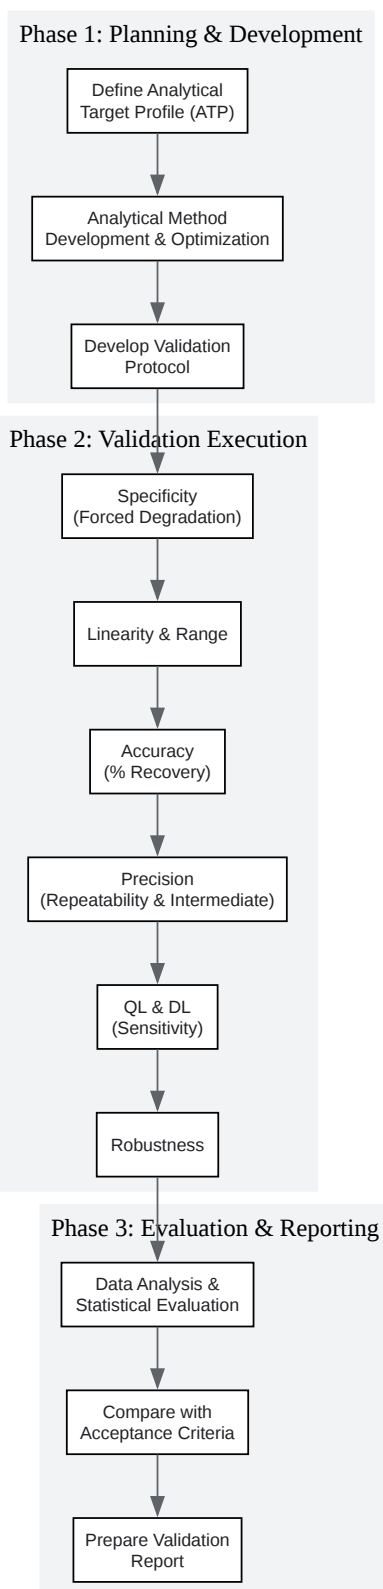 Phase 1: Planning & Development
Define Analytical
Target Profile (ATP)
Analytical Method
Development & Optimization
Develop Validation
Protocol
Phase 2: Validation Execution
Specificity
(Forced Degradation)
Linearity & Range
Accuracy
(% Recovery)
Precision
(Repeatability & Intermediate)
QL & DL
(Sensitivity)
Robustness
Phase 3: Evaluation & Reporting
Data Analysis &
Statistical Evaluation
Compare with
Acceptance Criteria
Prepare Validation
Report